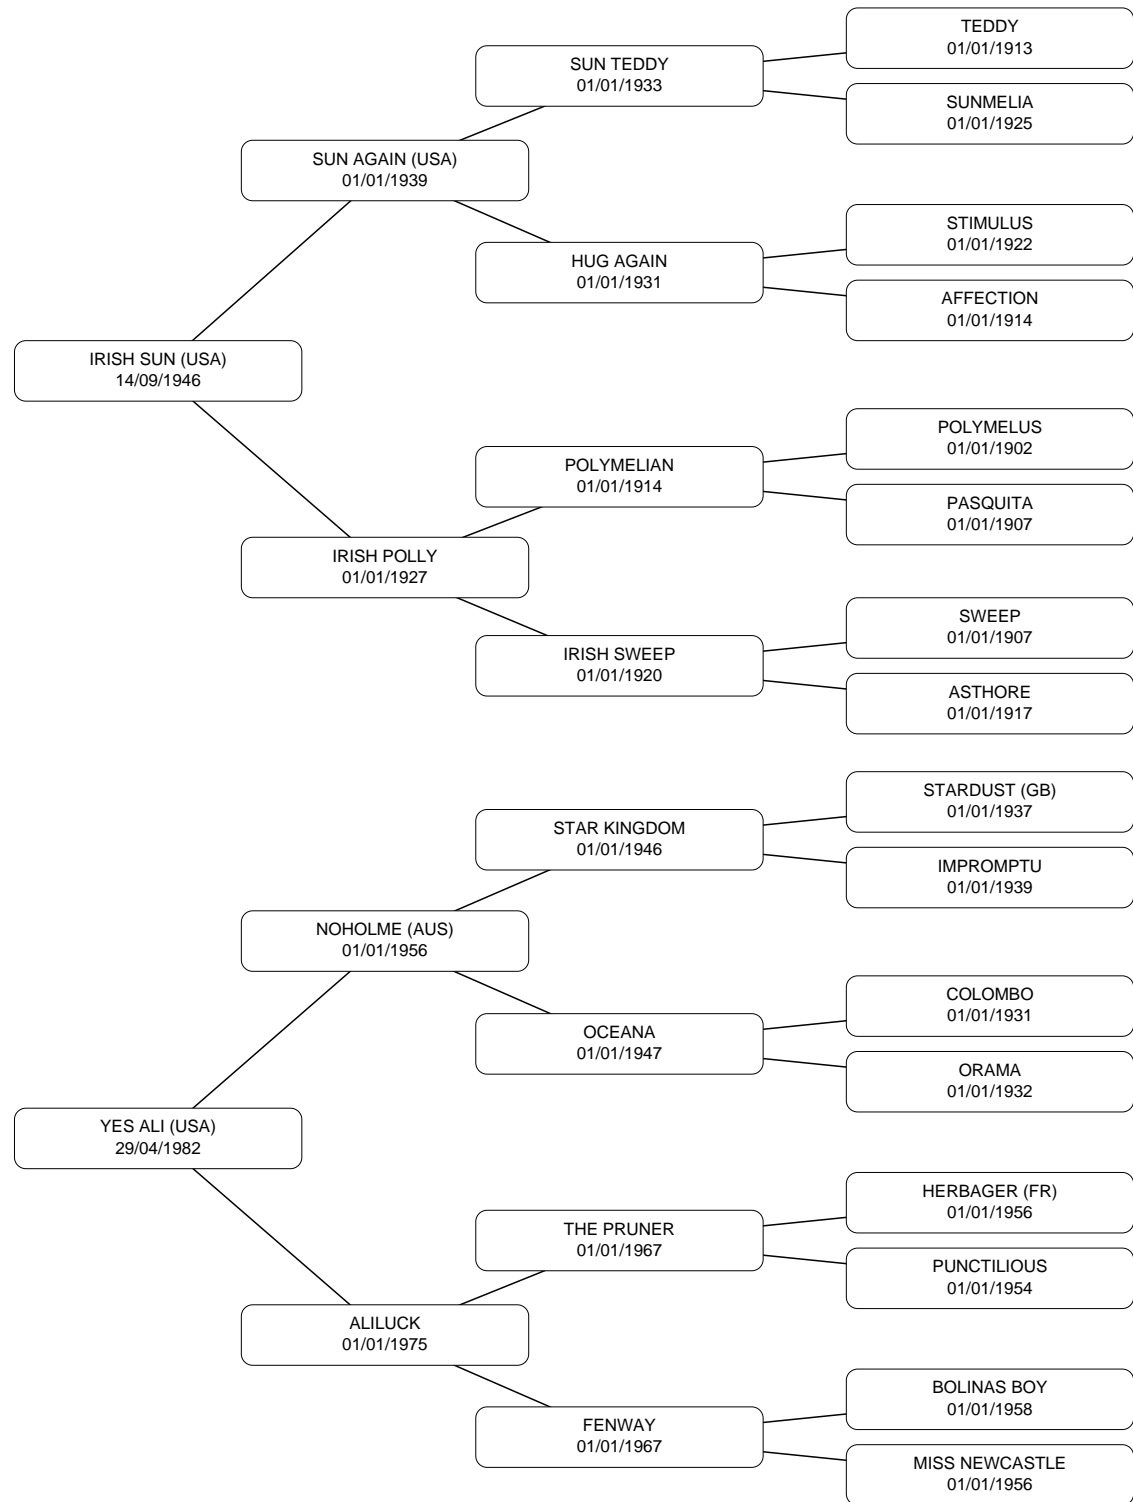 TEDDY
01/01/1913
SUN TEDDY
01/01/1933
SUNMELIA
01/01/1925
SUN AGAIN (USA)
01/01/1939
STIMULUS
01/01/1922
HUG AGAIN
01/01/1931
AFFECTION
01/01/1914
IRISH SUN (USA)
14/09/1946
POLYMELUS
01/01/1902
POLYMELIAN
01/01/1914
PASQUITA
01/01/1907
IRISH POLLY
01/01/1927
SWEEP
01/01/1907
IRISH SWEEP
01/01/1920
ASTHORE
01/01/1917
STARDUST (GB)
01/01/1937
STAR KINGDOM
01/01/1946
IMPROMPTU
01/01/1939
NOHOLME (AUS)
01/01/1956
COLOMBO
01/01/1931
OCEANA
01/01/1947
ORAMA
01/01/1932
YES ALI (USA)
29/04/1982
HERBAGER (FR)
01/01/1956
THE PRUNER
01/01/1967
PUNCTILIOUS
01/01/1954
ALILUCK
01/01/1975
BOLINAS BOY
01/01/1958
FENWAY
01/01/1967
MISS NEWCASTLE
01/01/1956